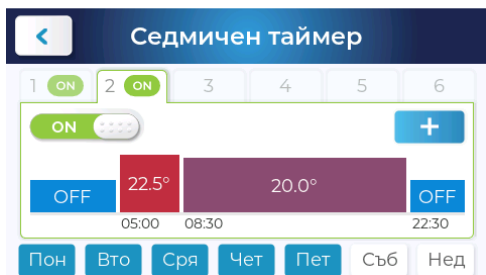 Седмичен таймер
1 ON 2 ON 3 4 5 6
ON +
OFF 22.5° 20.0° OFF
05:00 08:30 22:30
Пон Вто Сря Чет Пет Съб Нед